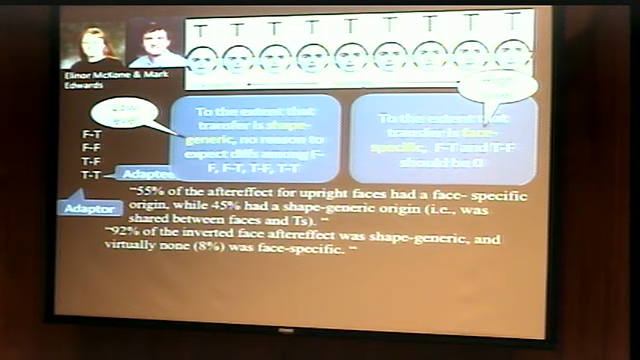 T T T T T T T T T
Elinor McKone & Mark
Edwards
level
F-T
F-F
T-F
T-T
Adaptee
Adaptor
To the extent that
transfer is shape-
generic, no reason to
expect diffs among F-
F, F-T, T-F, T-T
To the extent that
transfer is face-
specific, F-T and T-F
should be 0
"55% of the aftereffect for upright faces had a face- specific
origin, while 45% had a shape-generic origin (i.e., was
shared between faces and Ts). "
"92% of the inverted face aftereffect was shape-generic, and
virtually none (8%) was face-specific. "